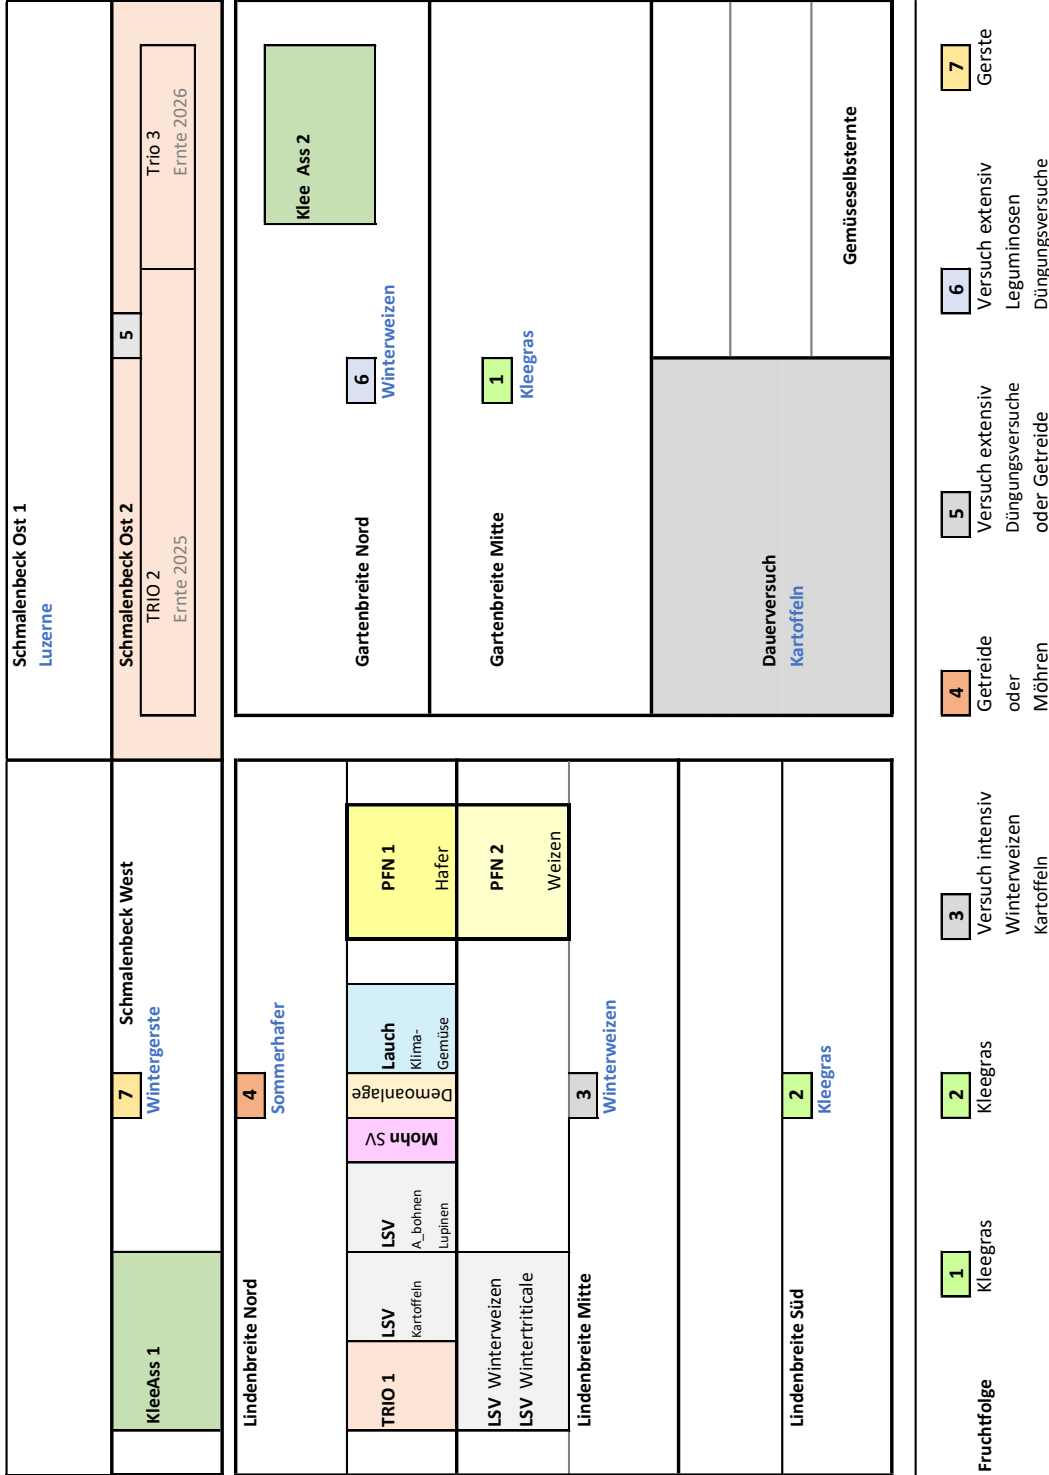 Schmalenbeck Ost 1
Luzerne
KleeAss 1
7
Schmalenbeck West
Wintergerste
Schmalenbeck Ost 2
5
TRIO 2
Ernte 2025
Trio 3
Ernte 2026
Lindenbreite Nord
4
Sommerhafer
TRIO 1
LSV
Kartoffeln
LSV
A_bohnen
Lupinen
Mohn SV
Demoanlage
Lauch
Klima-
Gemüse
PFN 1
Hafer
LSV Winterweizen
LSV Wintertriticale
PFN 2
Weizen
Lindenbreite Mitte
3
Winterweizen
Lindenbreite Süd
2
Kleegras
Klee Ass 2
Gartenbreite Nord
6
Winterweizen
Gartenbreite Mitte
1
Kleegras
Dauerversuch
Kartoffeln
Gemüseselbsternte
Fruchtfolge
1
Kleegras
2
Kleegras
3
Versuch intensiv
Winterweizen
Kartoffeln
4
Getreide
oder
Möhren
5
Versuch extensiv
Düngungsversuche
oder Getreide
6
Versuch extensiv
Leguminosen
Düngungsversuche
7
Gerste